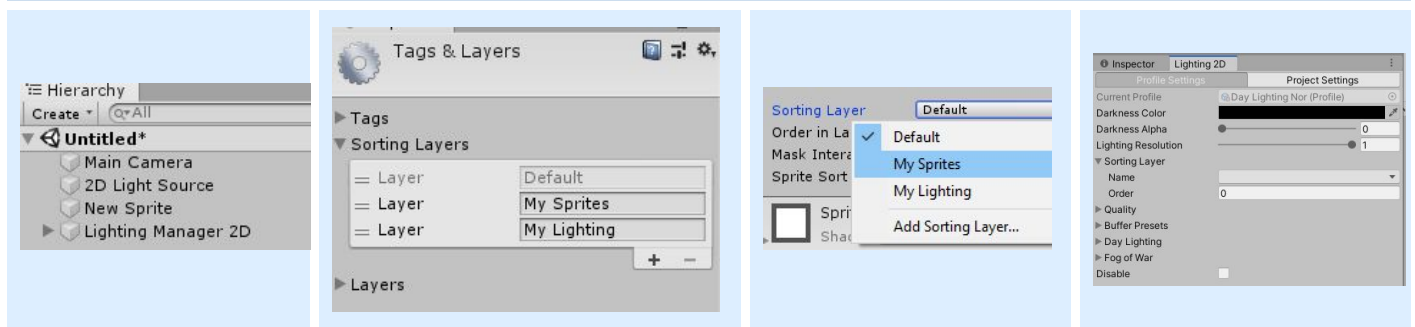 Hierarchy
Create
All
Untitled*
Main Camera
2D Light Source
New Sprite
Lighting Manager 2D
Tags & Layers
Tags
Sorting Layers
Layer Default
Layer My Sprites
Layer My Lighting
+ −
Layers
Sorting Layer Default
Order in La
Mask Intera
Sprite Sort
Default
My Sprites
My Lighting
Add Sorting Layer...
Spri
Shad
Inspector Lighting 2D
Profile Settings Project Settings
Current Profile Day Lighting Nor (Profile)
Darkness Color
Darkness Alpha 0
Lighting Resolution 1
Sorting Layer
Name
Order 0
Quality
Buffer Presets
Day Lighting
Fog of War
Disable